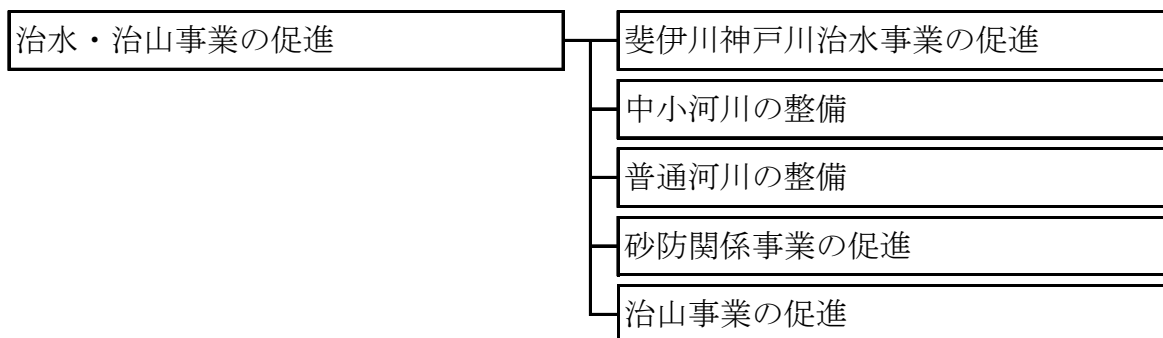 治水・治山事業の促進
斐伊川神戸川治水事業の促進
中小河川の整備
普通河川の整備
砂防関係事業の促進
治山事業の促進